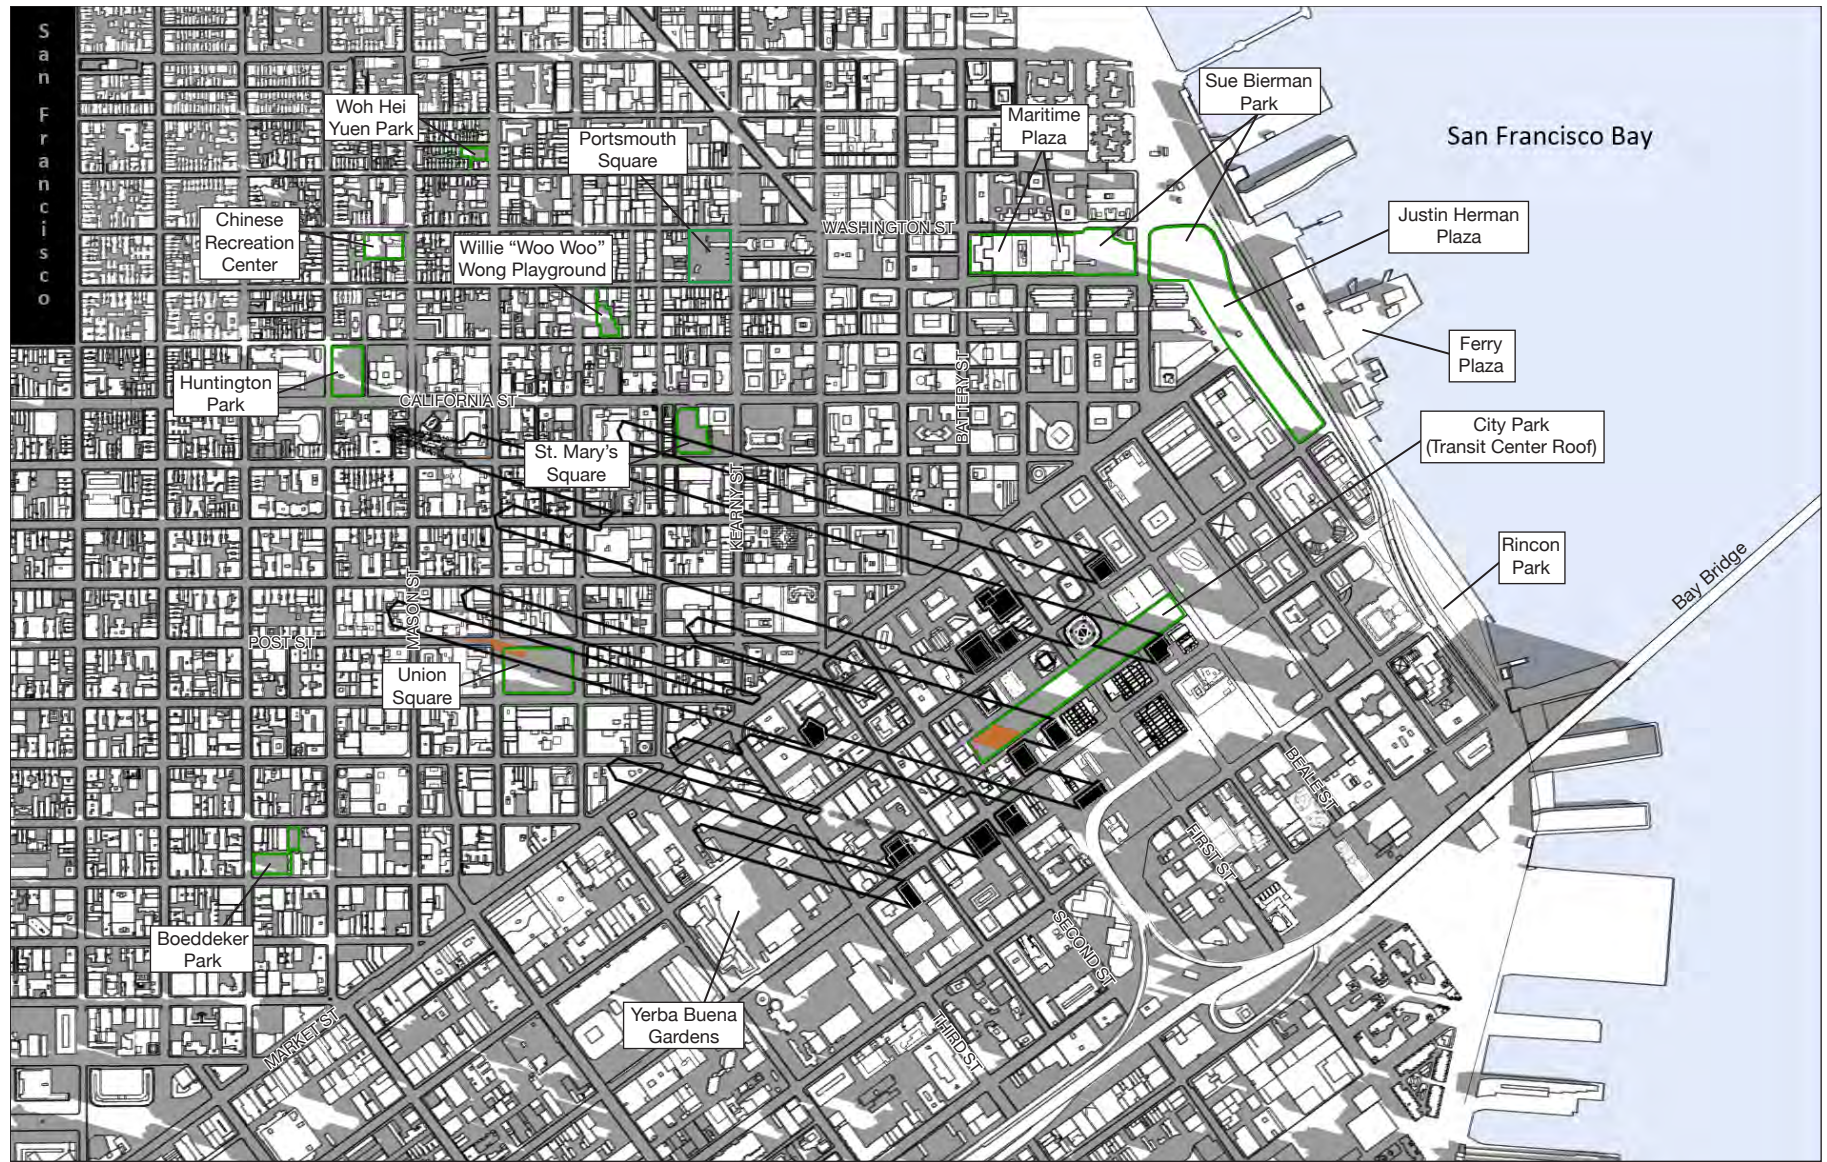 San Francisco
Woh Hei
Yuen Park
Portsmouth
Square
Maritime
Plaza
Sue Bierman
Park
San Francisco Bay
Chinese
Recreation
Center
Willie “Woo Woo”
Wong Playground
WASHINGTON ST
Justin Herman
Plaza
Ferry
Plaza
Huntington
Park
CALIFORNIA ST
BATTERY ST
City Park
(Transit Center Roof)
St. Mary’s
Square
KEARNY ST
Rincon
Park
Bay Bridge
MASON ST
POST ST
Union
Square
BEALE ST
FIRST ST
Boeddeker
Park
SECOND ST
Yerba Buena
Gardens
THIRD ST
MARKET ST